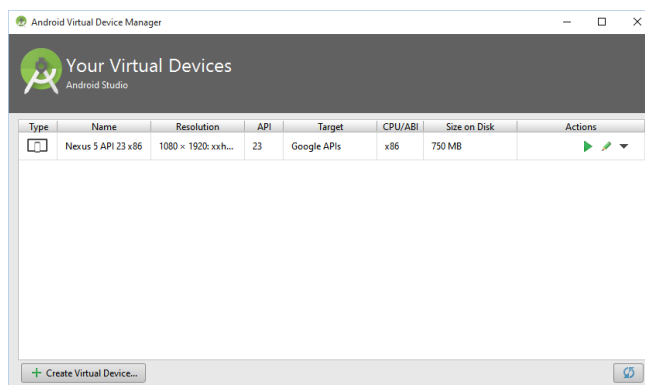 Android Virtual Device Manager
Your Virtual Devices
Android Studio
Type Name Resolution API Target CPU/ABI Size on Disk Actions
Nexus 5 API 23 x86 1080 × 1920: xxh... 23 Google APIs x86 750 MB
Create Virtual Device...